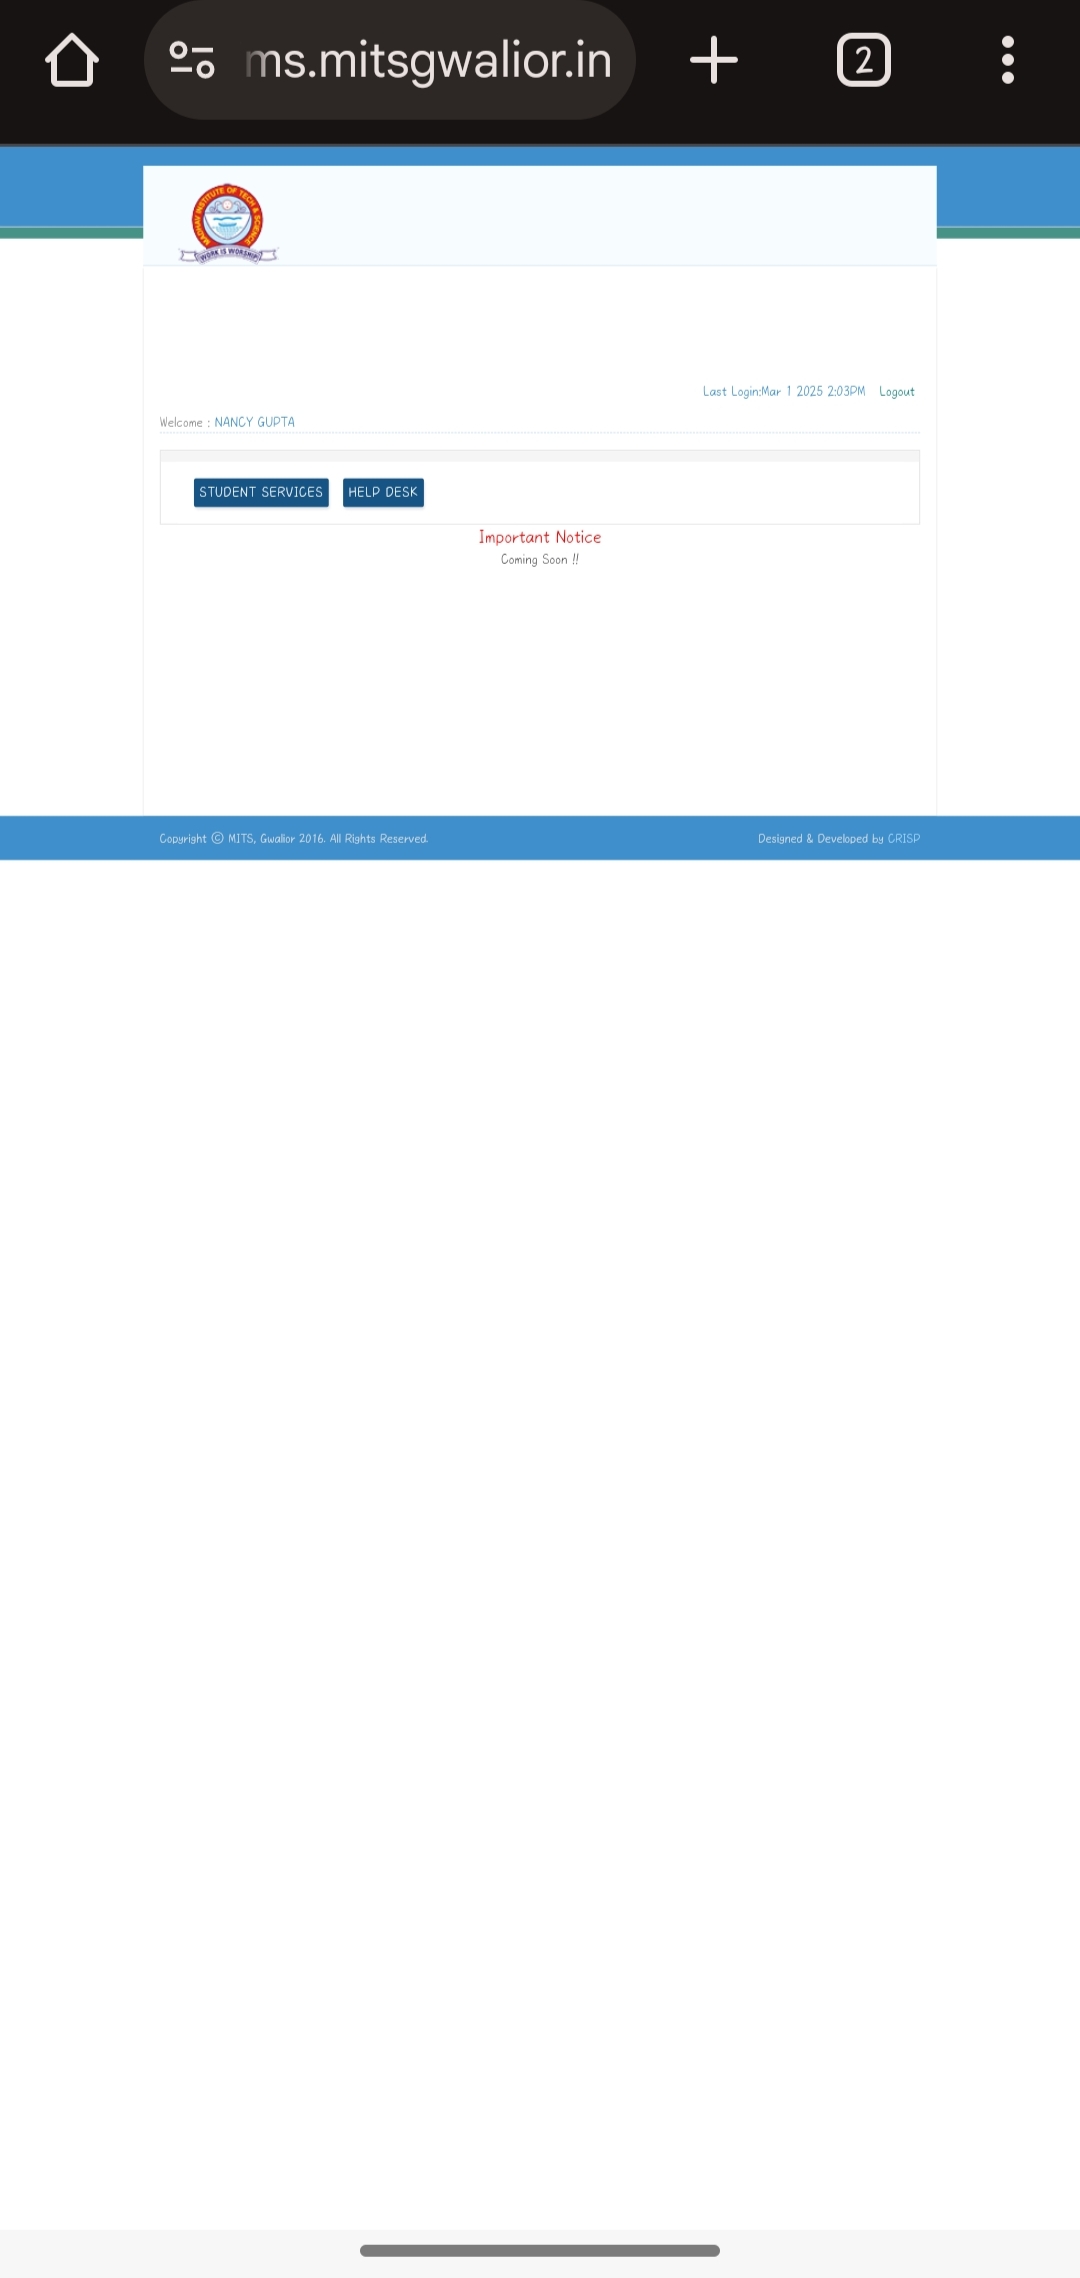 ms.mitsgwalior.in
2
MADHAV INSTITUTE OF TECH & SCIENCE
WORK IS WORSHIP
Last Login:Mar 1 2025 2:03PM Logout
Welcome : NANCY GUPTA
STUDENT SERVICES HELP DESK
Important Notice
Coming Soon !!
Copyright © MITS, Gwalior 2016. All Rights Reserved. Designed & Developed by CRISP